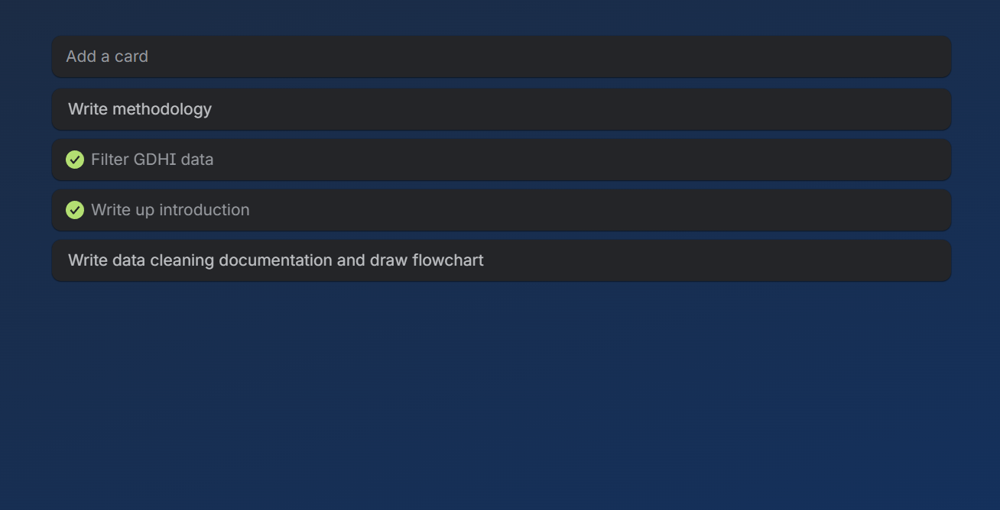 Add a card
Write methodology
Filter GDHI data
Write up introduction
Write data cleaning documentation and draw flowchart